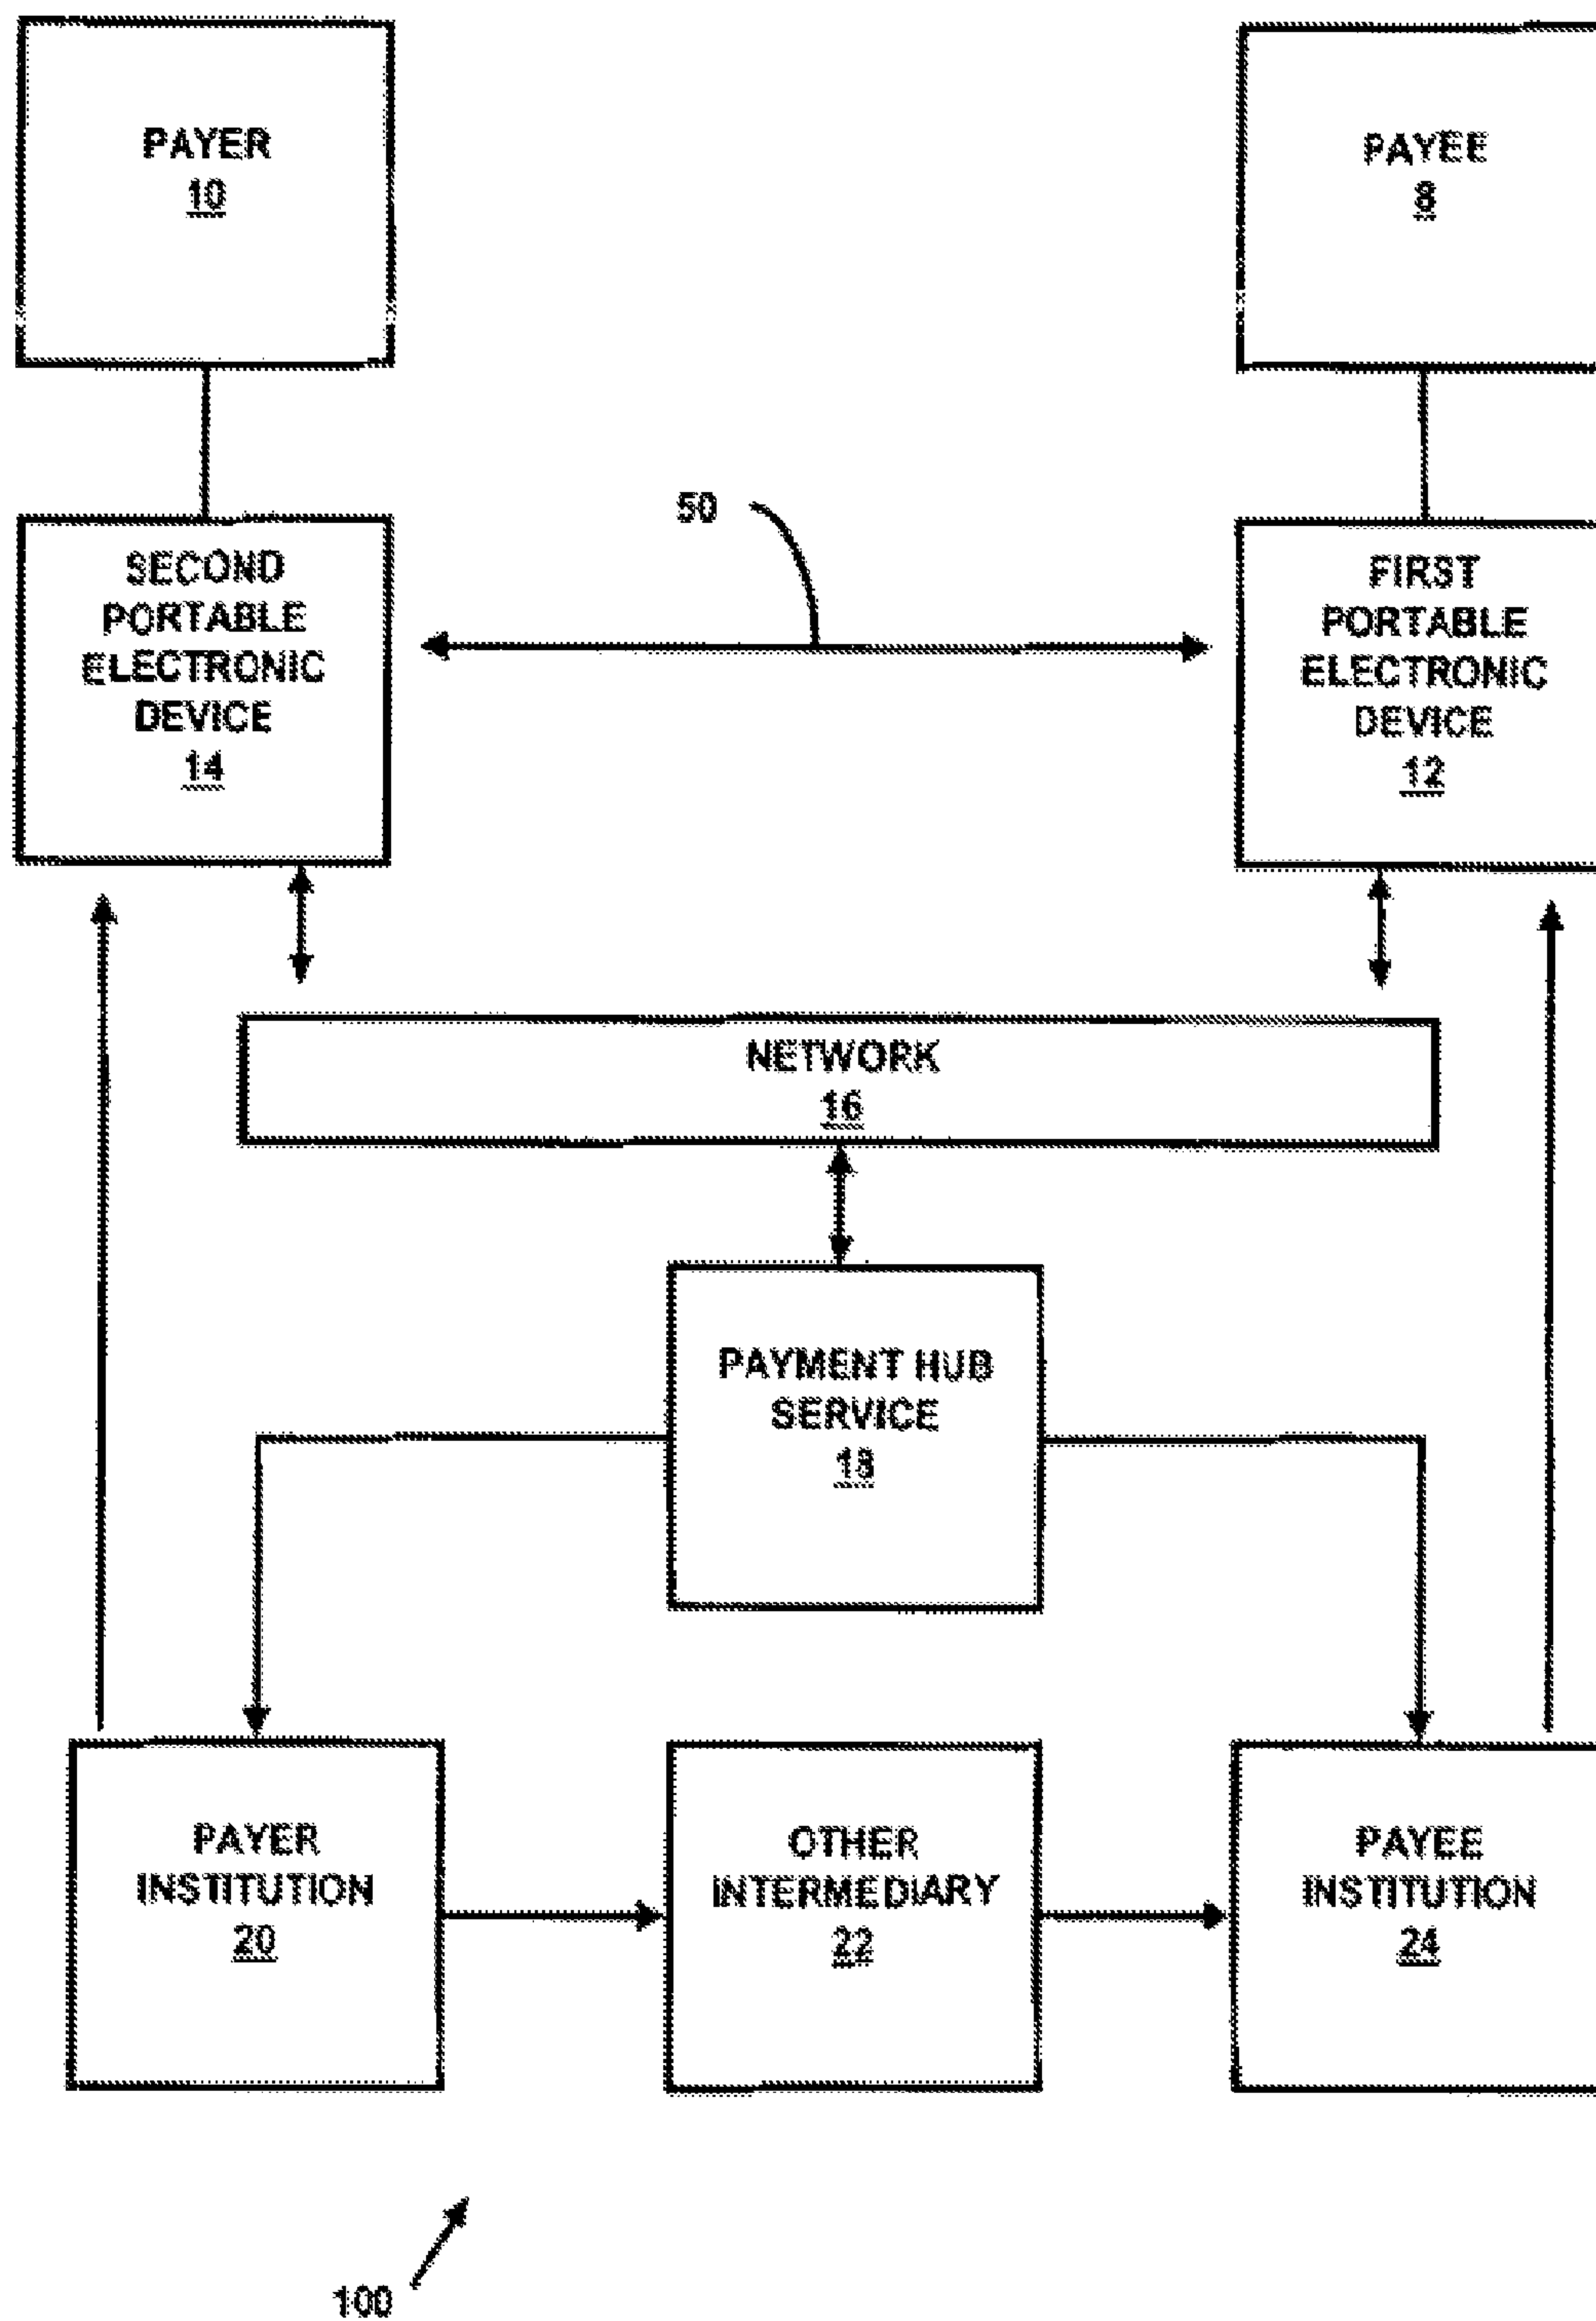 PAYER
10
PAYEE
8
50
SECOND
PORTABLE
ELECTRONIC
DEVICE
14
FIRST
PORTABLE
ELECTRONIC
DEVICE
12
NETWORK
16
PAYMENT HUB
SERVICE
18
PAYER
INSTITUTION
20
OTHER
INTERMEDIARY
22
PAYEE
INSTITUTION
24
100